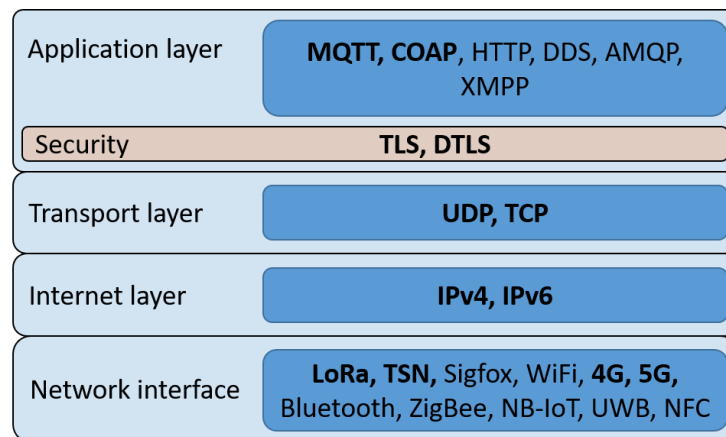 Application layer
MQTT, COAP, HTTP, DDS, AMQP,
XMPP
Security
TLS, DTLS
Transport layer
UDP, TCP
Internet layer
IPv4, IPv6
Network interface
LoRa, TSN, Sigfox, WiFi, 4G, 5G,
Bluetooth, ZigBee, NB-IoT, UWB, NFC